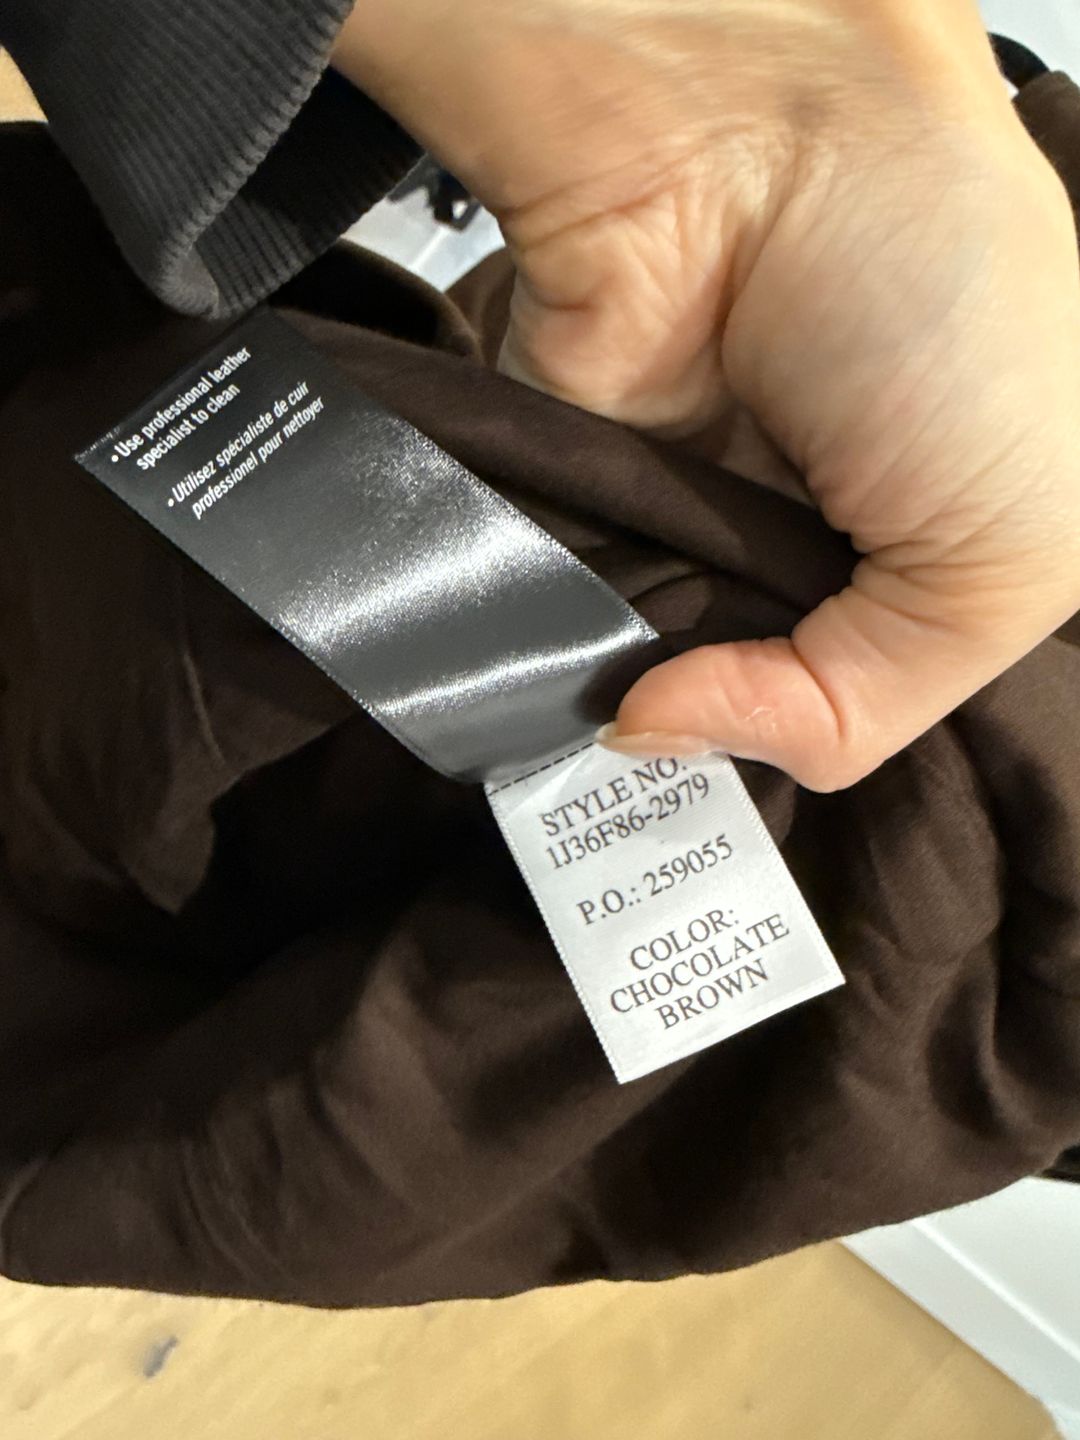 • Use professional leather
specialist to clean
• Utilisez spécialiste de cuir
professionel pour nettoyer
STYLE NO.
1J36F86-2979
P.O.: 259055
COLOR:
CHOCOLATE
BROWN